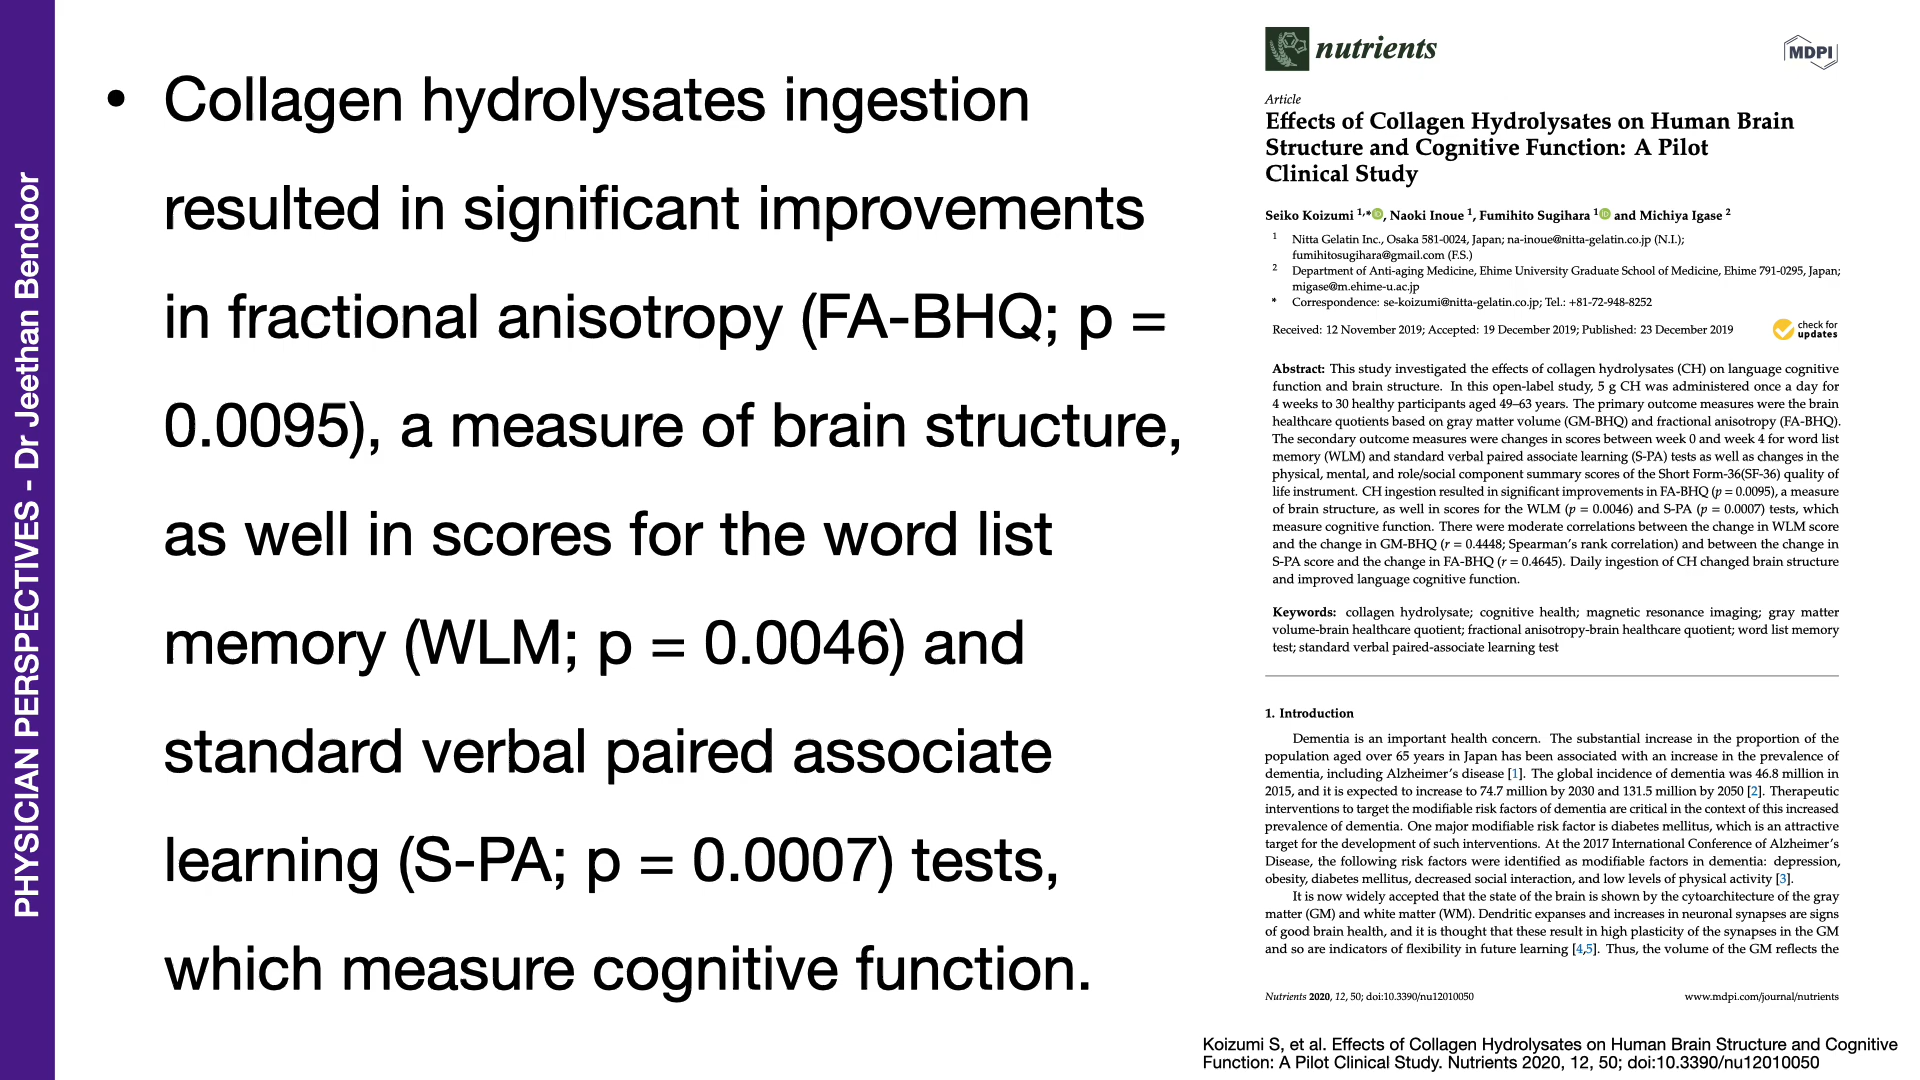 PHYSICIAN PERSPECTIVES - Dr Jeethan Bendoor
• Collagen hydrolysates ingestion
resulted in significant improvements
in fractional anisotropy (FA-BHQ; p =
0.0095), a measure of brain structure,
as well in scores for the word list
memory (WLM; p = 0.0046) and
standard verbal paired associate
learning (S-PA; p = 0.0007) tests,
which measure cognitive function.
nutrients
MDPI
Article
Effects of Collagen Hydrolysates on Human Brain
Structure and Cognitive Function: A Pilot
Clinical Study
Seiko Koizumi 1,*, Naoki Inoue 1, Fumihito Sugihara 1 and Michiya Igase 2
1 Nitta Gelatin Inc., Osaka 581-0024, Japan; na-inoue@nitta-gelatin.co.jp (N.I.);
fumihitosugihara@gmail.com (F.S.)
2 Department of Anti-aging Medicine, Ehime University Graduate School of Medicine, Ehime 791-0295, Japan;
migase@m.ehime-u.ac.jp
* Correspondence: se-koizumi@nitta-gelatin.co.jp; Tel.: +81-72-948-8252
Received: 12 November 2019; Accepted: 19 December 2019; Published: 23 December 2019
check for
updates
Abstract: This study investigated the effects of collagen hydrolysates (CH) on language cognitive
function and brain structure. In this open-label study, 5 g CH was administered once a day for
4 weeks to 30 healthy participants aged 49–63 years. The primary outcome measures were the brain
healthcare quotients based on gray matter volume (GM-BHQ) and fractional anisotropy (FA-BHQ).
The secondary outcome measures were changes in scores between week 0 and week 4 for word list
memory (WLM) and standard verbal paired associate learning (S-PA) tests as well as changes in the
physical, mental, and role/social component summary scores of the Short Form-36(SF-36) quality of
life instrument. CH ingestion resulted in significant improvements in FA-BHQ (p = 0.0095), a measure
of brain structure, as well in scores for the WLM (p = 0.0046) and S-PA (p = 0.0007) tests, which
measure cognitive function. There were moderate correlations between the change in WLM score
and the change in GM-BHQ (r = 0.4448; Spearman's rank correlation) and between the change in
S-PA score and the change in FA-BHQ (r = 0.4645). Daily ingestion of CH changed brain structure
and improved language cognitive function.
Keywords: collagen hydrolysate; cognitive health; magnetic resonance imaging; gray matter
volume-brain healthcare quotient; fractional anisotropy-brain healthcare quotient; word list memory
test; standard verbal paired-associate learning test
1. Introduction
Dementia is an important health concern. The substantial increase in the proportion of the
population aged over 65 years in Japan has been associated with an increase in the prevalence of
dementia, including Alzheimer's disease [1]. The global incidence of dementia was 46.8 million in
2015, and it is expected to increase to 74.7 million by 2030 and 131.5 million by 2050 [2]. Therapeutic
interventions to target the modifiable risk factors of dementia are critical in the context of this increased
prevalence of dementia. One major modifiable risk factor is diabetes mellitus, which is an attractive
target for the development of such interventions. At the 2017 International Conference of Alzheimer's
Disease, the following risk factors were identified as modifiable factors in dementia: depression,
obesity, diabetes mellitus, decreased social interaction, and low levels of physical activity [3].
It is now widely accepted that the state of the brain is shown by the cytoarchitecture of the gray
matter (GM) and white matter (WM). Dendritic expanses and increases in neuronal synapses are signs
of good brain health, and it is thought that these result in high plasticity of the synapses in the GM
and so are indicators of flexibility in future learning [4,5]. Thus, the volume of the GM reflects the
Nutrients 2020, 12, 50; doi:10.3390/nu12010050
www.mdpi.com/journal/nutrients
Koizumi S, et al. Effects of Collagen Hydrolysates on Human Brain Structure and Cognitive
Function: A Pilot Clinical Study. Nutrients 2020, 12, 50; doi:10.3390/nu12010050